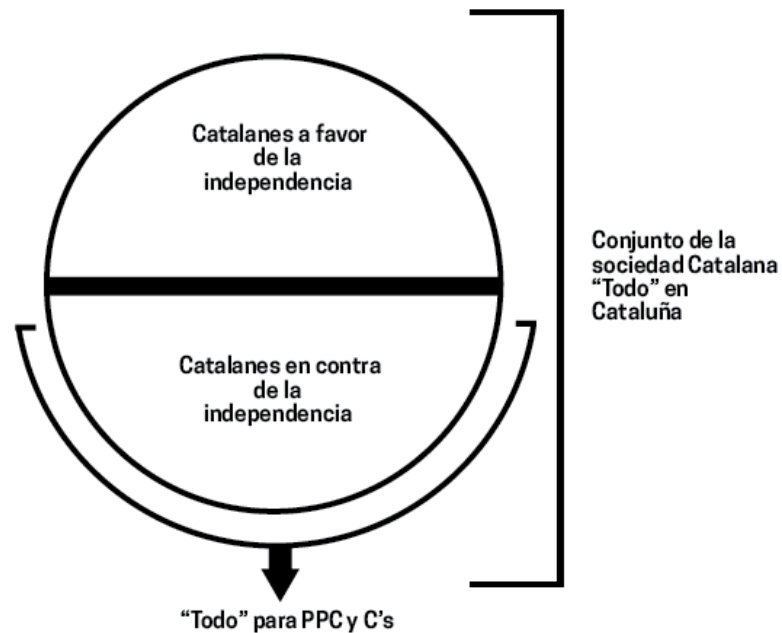 Catalanes a favor
de la
independencia
Conjunto de la
sociedad Catalana
“Todo” en
Cataluña
Catalanes en contra
de la
independencia
“Todo” para PPC y C’s